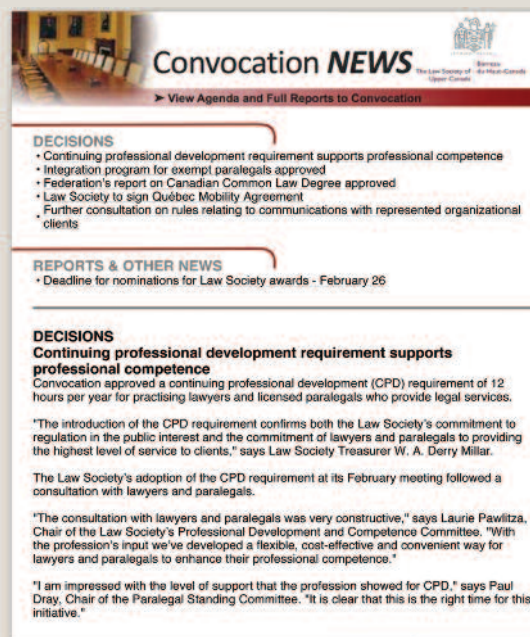 Convocation NEWS
The Law Society of Upper Canada
Barreau du Haut-Canada
➤ View Agenda and Full Reports to Convocation
DECISIONS
• Continuing professional development requirement supports professional competence
• Integration program for exempt paralegals approved
• Federation's report on Canadian Common Law Degree approved
• Law Society to sign Québec Mobility Agreement
• Further consultation on rules relating to communications with represented organizational
clients
REPORTS & OTHER NEWS
• Deadline for nominations for Law Society awards - February 26
DECISIONS
Continuing professional development requirement supports
professional competence
Convocation approved a continuing professional development (CPD) requirement of 12
hours per year for practising lawyers and licensed paralegals who provide legal services.
"The introduction of the CPD requirement confirms both the Law Society's commitment to
regulation in the public interest and the commitment of lawyers and paralegals to providing
the highest level of service to clients," says Law Society Treasurer W. A. Derry Millar.
The Law Society's adoption of the CPD requirement at its February meeting followed a
consultation with lawyers and paralegals.
"The consultation with lawyers and paralegals was very constructive," says Laurie Pawlitza,
Chair of the Law Society's Professional Development and Competence Committee. "With
the profession's input we've developed a flexible, cost-effective and convenient way for
lawyers and paralegals to enhance their professional competence."
"I am impressed with the level of support that the profession showed for CPD," says Paul
Dray, Chair of the Paralegal Standing Committee. "It is clear that this is the right time for this
initiative."